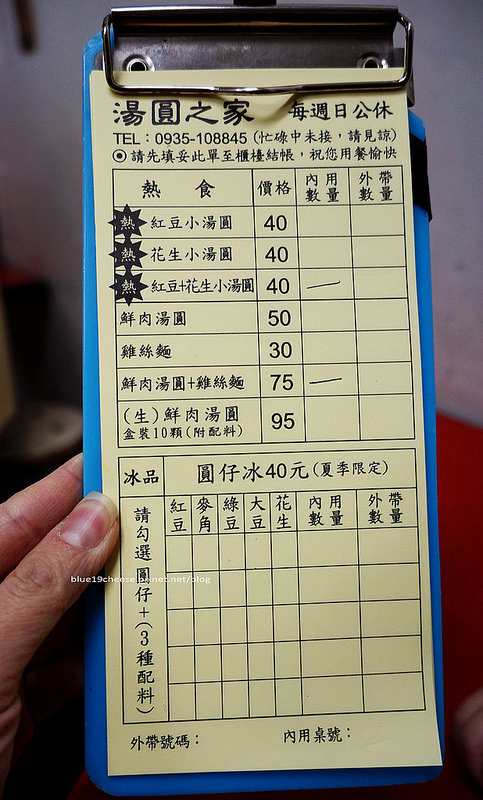 湯圓之家 每週日公休
TEL：0935-108845（忙碌中未接，請見諒）
◉請先填妥此單至櫃檯結帳，祝您用餐愉快
熱食 價格 內用數量 外帶數量
熱 紅豆小湯圓 40
熱 花生小湯圓 40
熱 紅豆+花生小湯圓 40 一
鮮肉湯圓 50
雞絲麵 30
鮮肉湯圓+雞絲麵 75 一
（生）鮮肉湯圓 95
盒裝10顆（附配料）
冰品 圓仔冰40元（夏季限定）
請勾選圓仔+（3種配料） 紅豆 麥角 綠豆 大豆 花生 內用數量 外帶數量
blue19cheese.pixnet.net/blog
外帶號碼： 內用桌號：